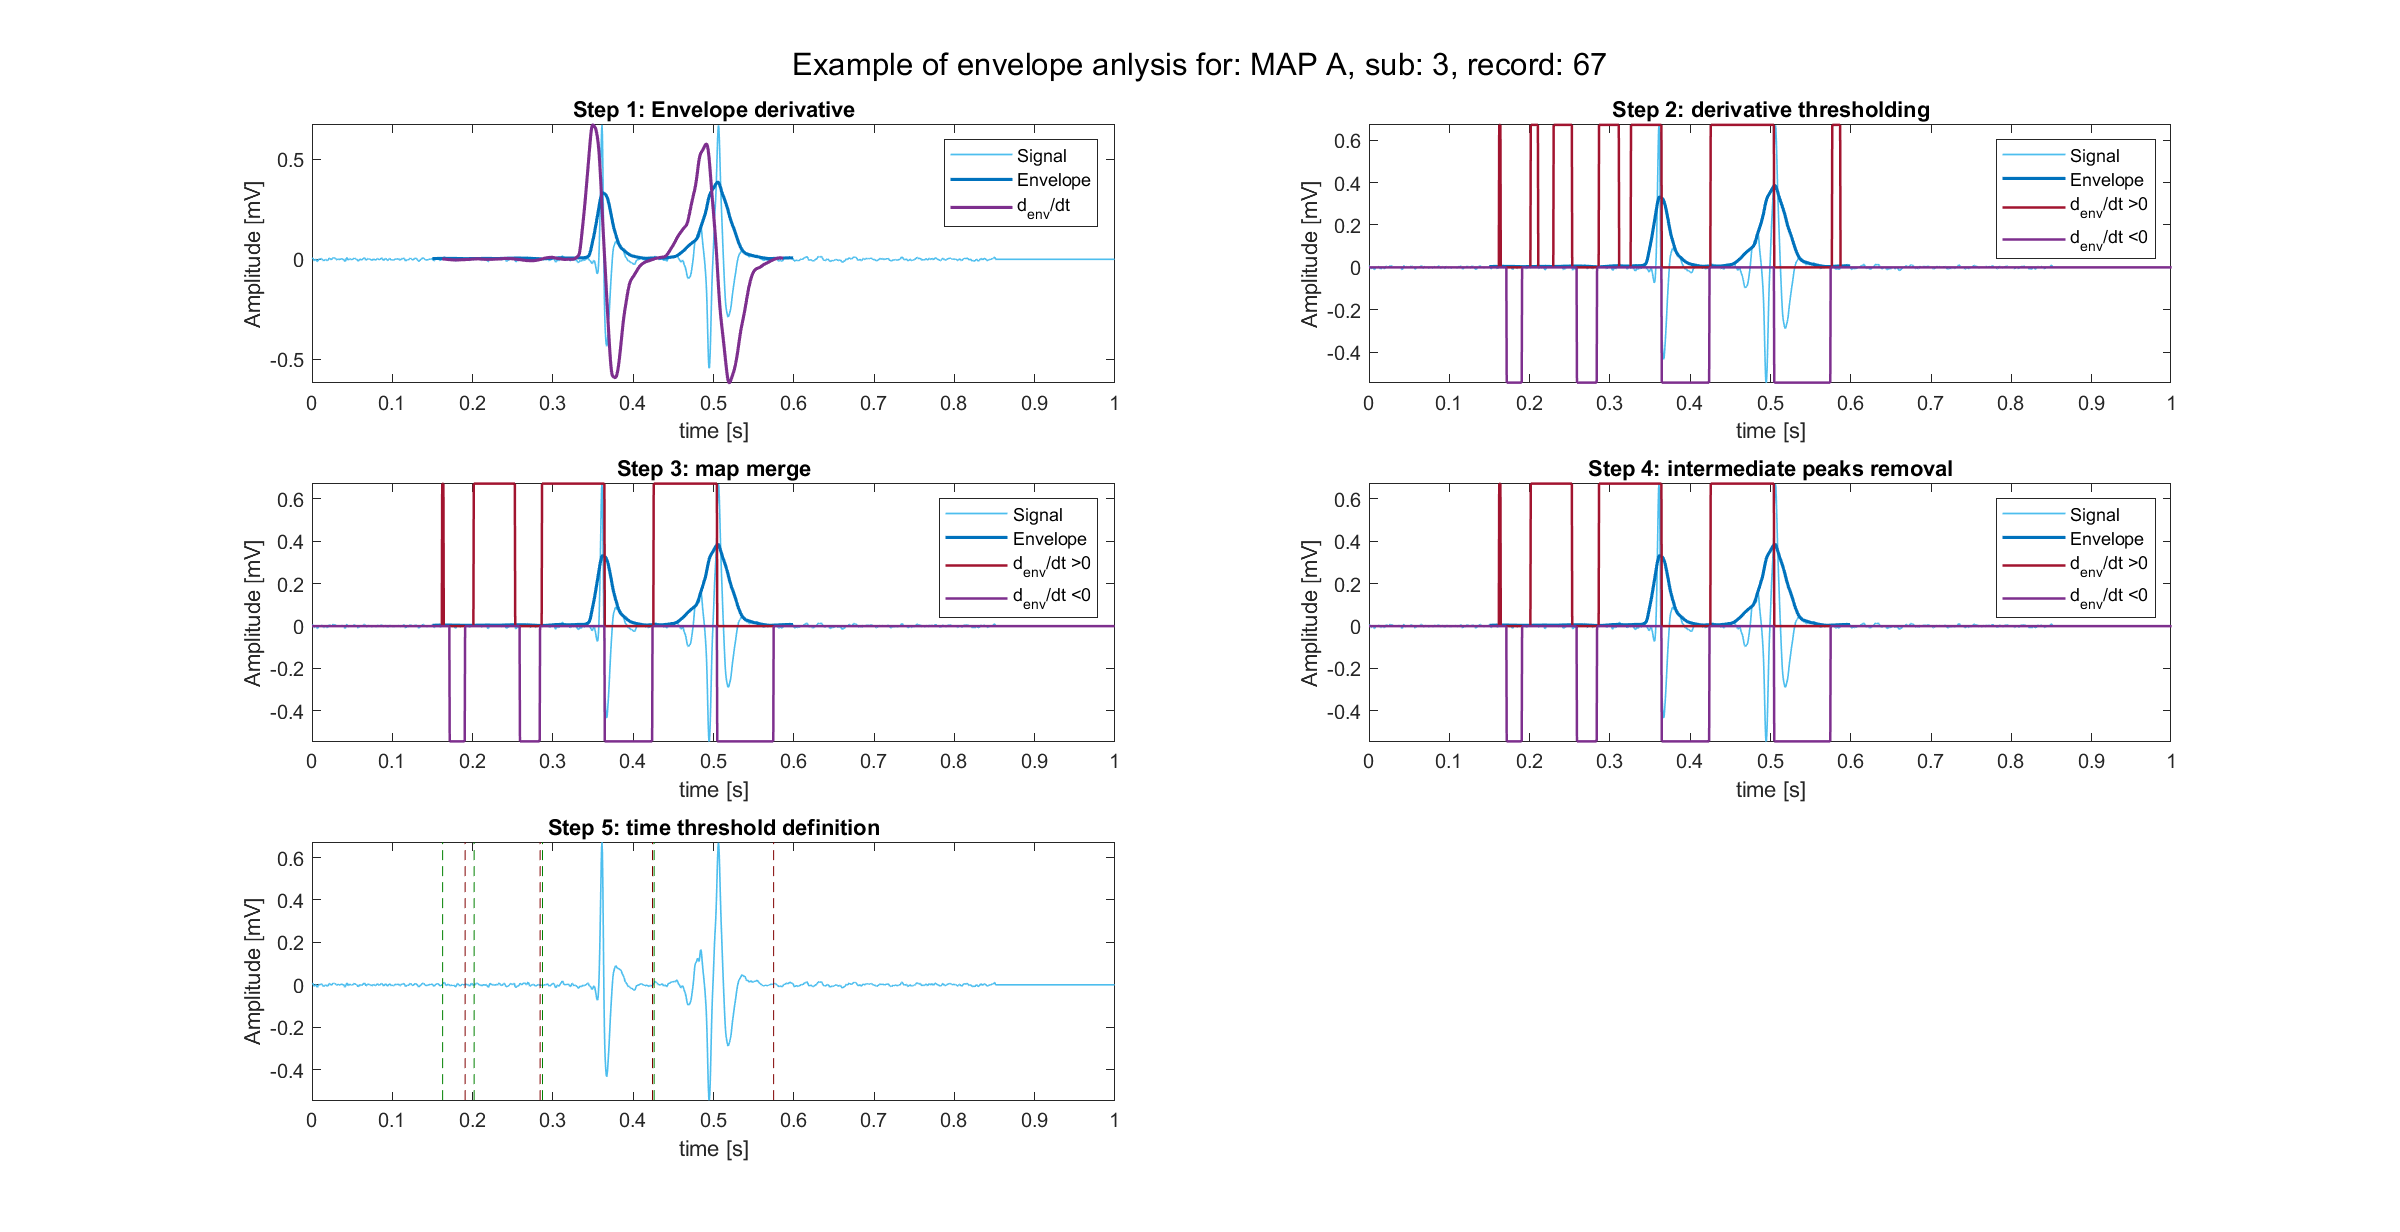 Example of envelope anlysis for: MAP A, sub: 3, record: 67
Step 1: Envelope derivative
Amplitude [mV]
0.5
0
-0.5
Signal
Envelope
d_env/dt
0 0.1 0.2 0.3 0.4 0.5 0.6 0.7 0.8 0.9 1
time [s]
Step 2: derivative thresholding
Amplitude [mV]
0.6
0.4
0.2
0
-0.2
-0.4
Signal
Envelope
d_env/dt >0
d_env/dt <0
0 0.1 0.2 0.3 0.4 0.5 0.6 0.7 0.8 0.9 1
time [s]
Step 3: map merge
Amplitude [mV]
0.6
0.4
0.2
0
-0.2
-0.4
Signal
Envelope
d_env/dt >0
d_env/dt <0
0 0.1 0.2 0.3 0.4 0.5 0.6 0.7 0.8 0.9 1
time [s]
Step 4: intermediate peaks removal
Amplitude [mV]
0.6
0.4
0.2
0
-0.2
-0.4
Signal
Envelope
d_env/dt >0
d_env/dt <0
0 0.1 0.2 0.3 0.4 0.5 0.6 0.7 0.8 0.9 1
time [s]
Step 5: time threshold definition
Amplitude [mV]
0.6
0.4
0.2
0
-0.2
-0.4
0 0.1 0.2 0.3 0.4 0.5 0.6 0.7 0.8 0.9 1
time [s]